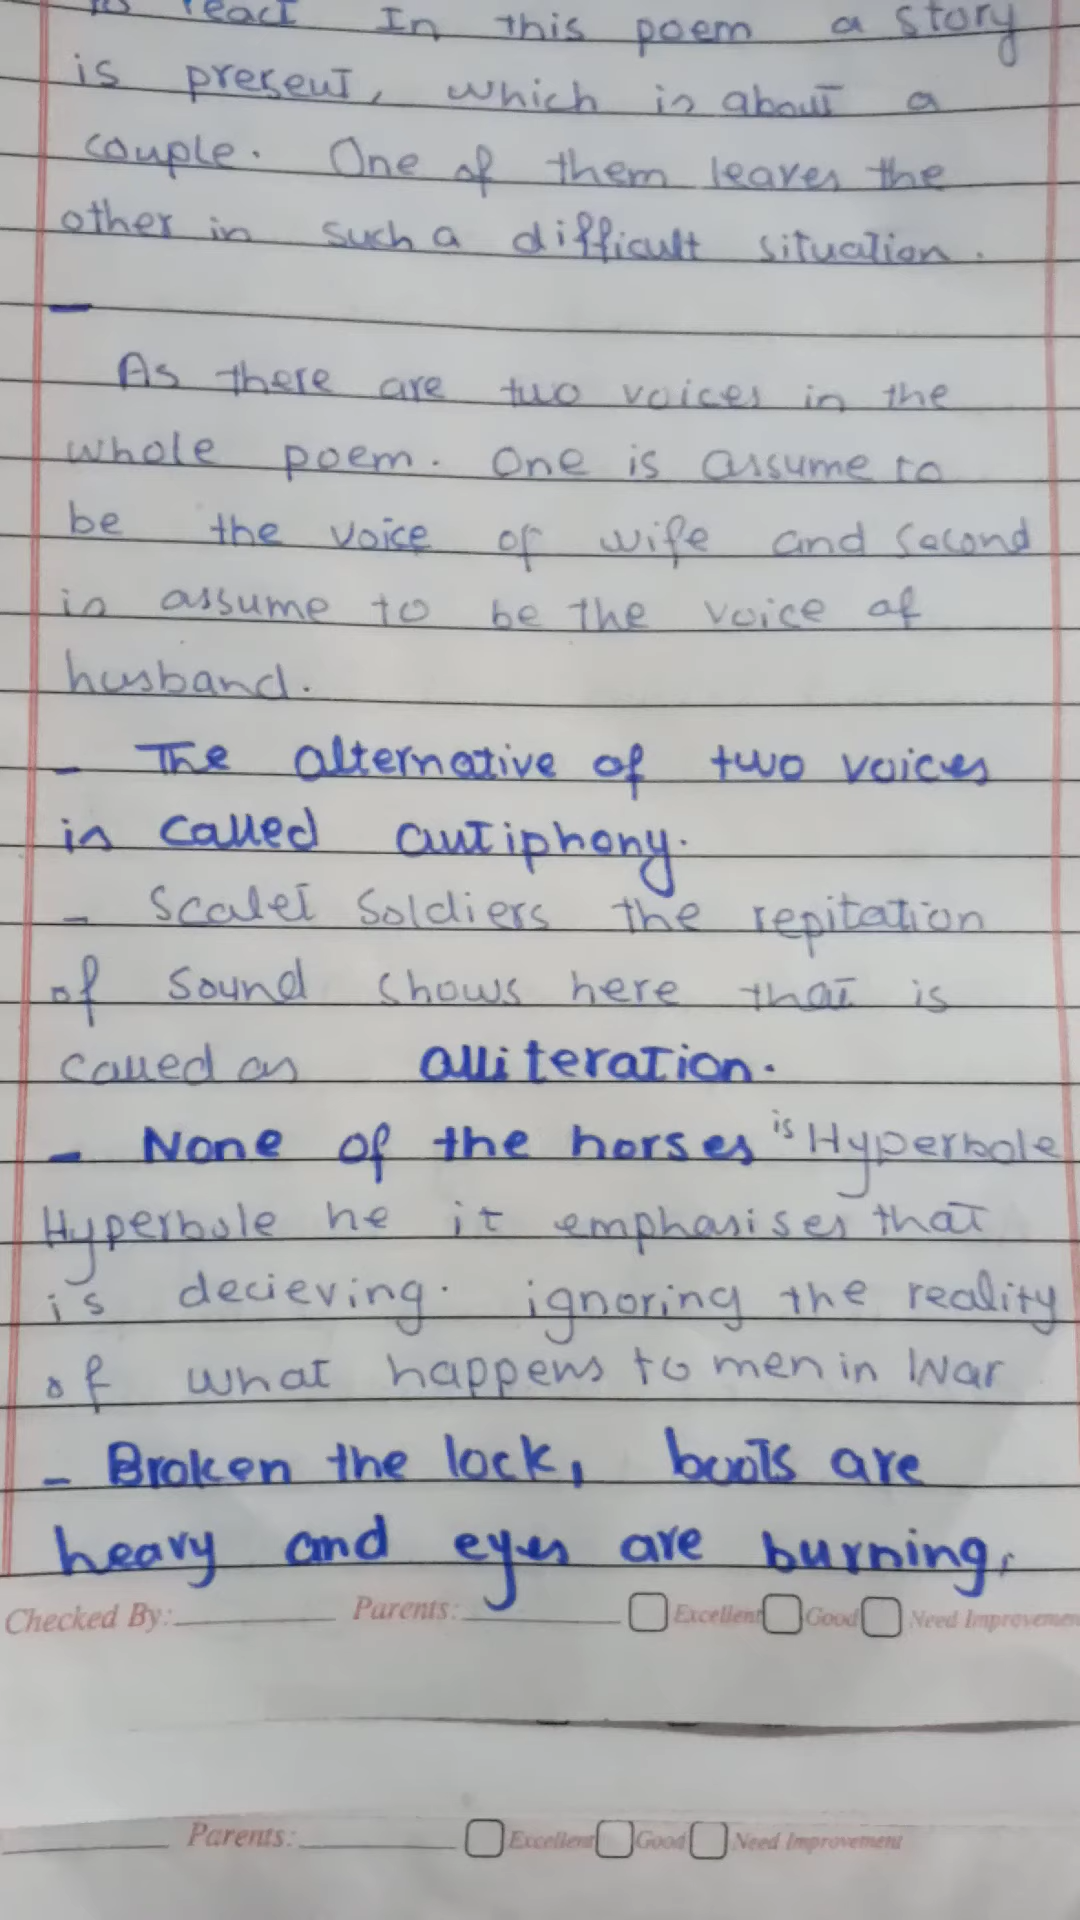 to react In this poem a story
is present, which is about a
couple. One of them leaves the
other in such a difficult situation.
-
As there are two voices in the
whole poem. One is assume to
be the voice of wife and second
is assume to be the voice of
husband.
- The alternative of two voices
is called antiphony.
- Scalet Soldiers the repitation
of sound shows here that is
called as alliteration.
- None of the horses is Hyperbole
Hyperbole he it emphasises that
is decieving. ignoring the reality
of what happens to men in War
- Broken the lock, boots are
heavy and eyes are burning,
Checked By: Parents: Excellent Good Need Improvemen
Parents: Excellent Good Need Improvement